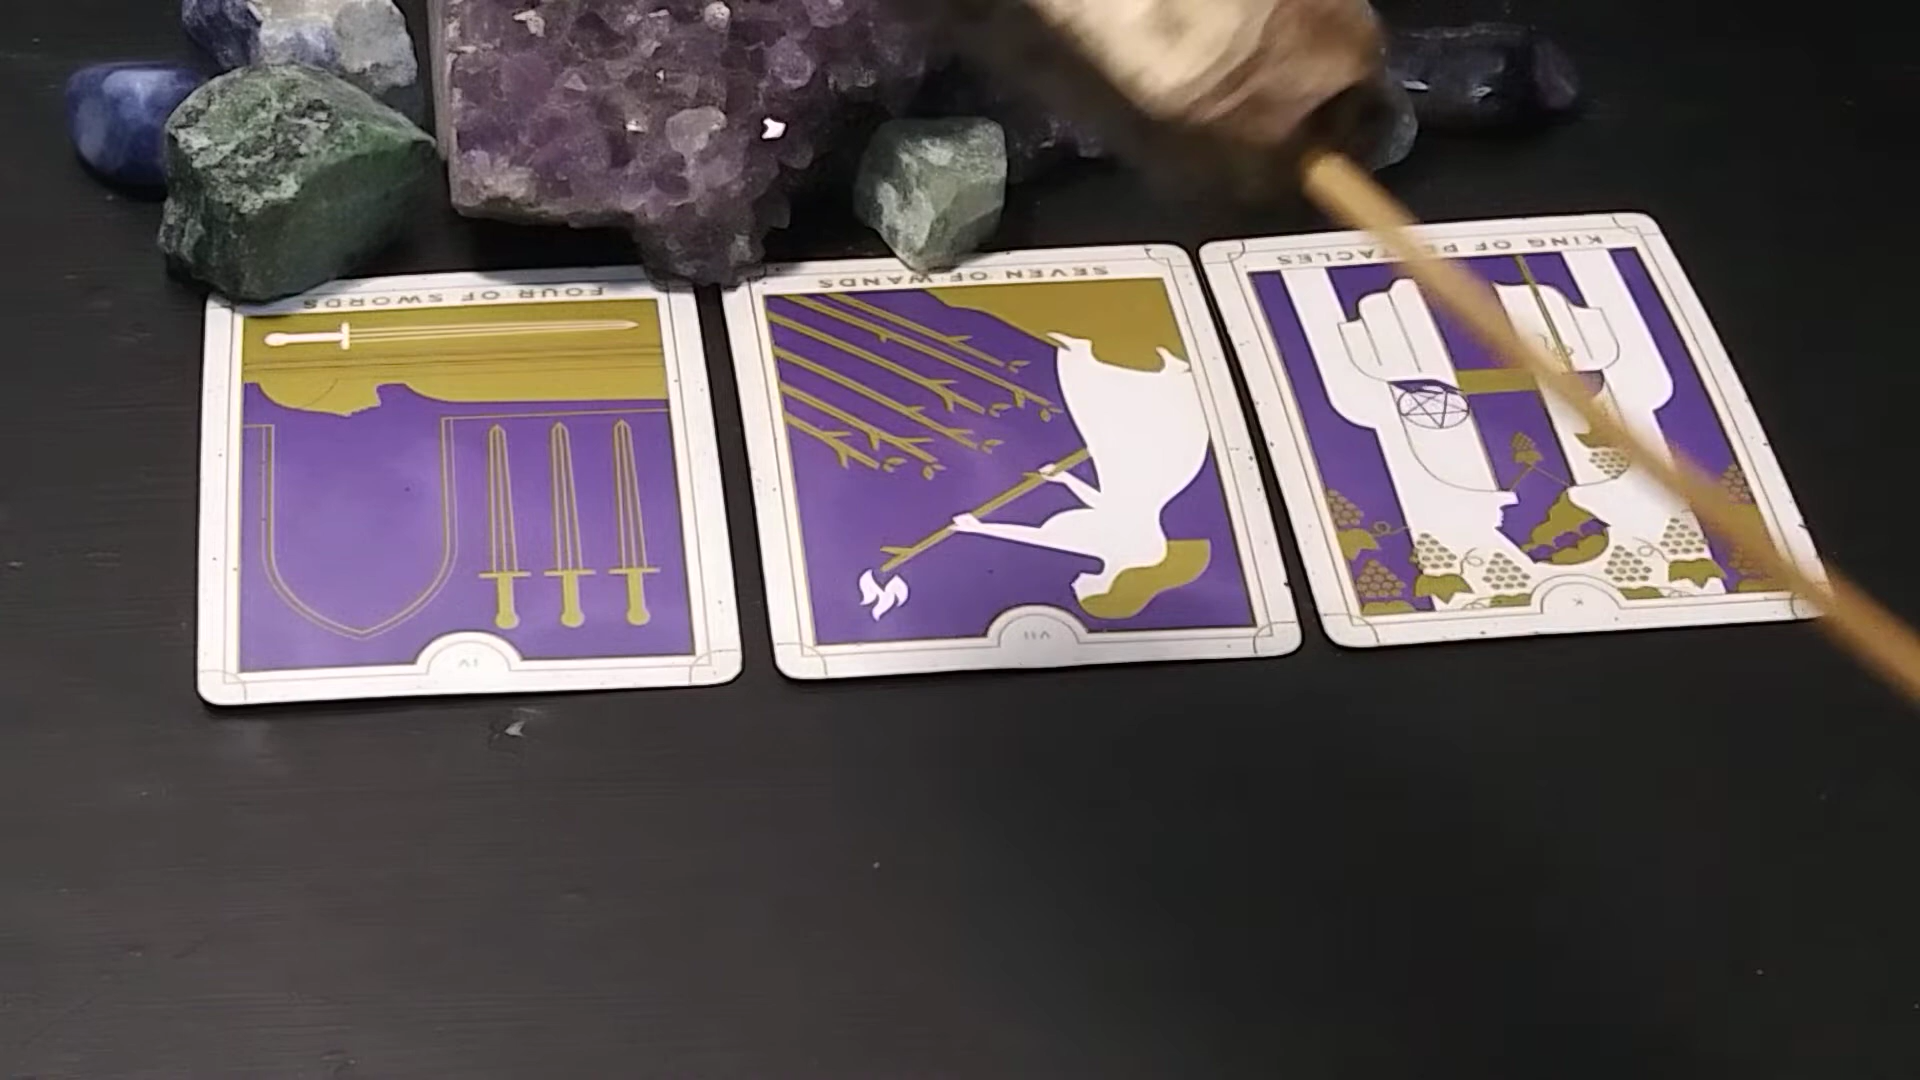 FOUR OF SWORDS
IV
SEVEN OF WANDS
VII
KING OF PENTACLES
K